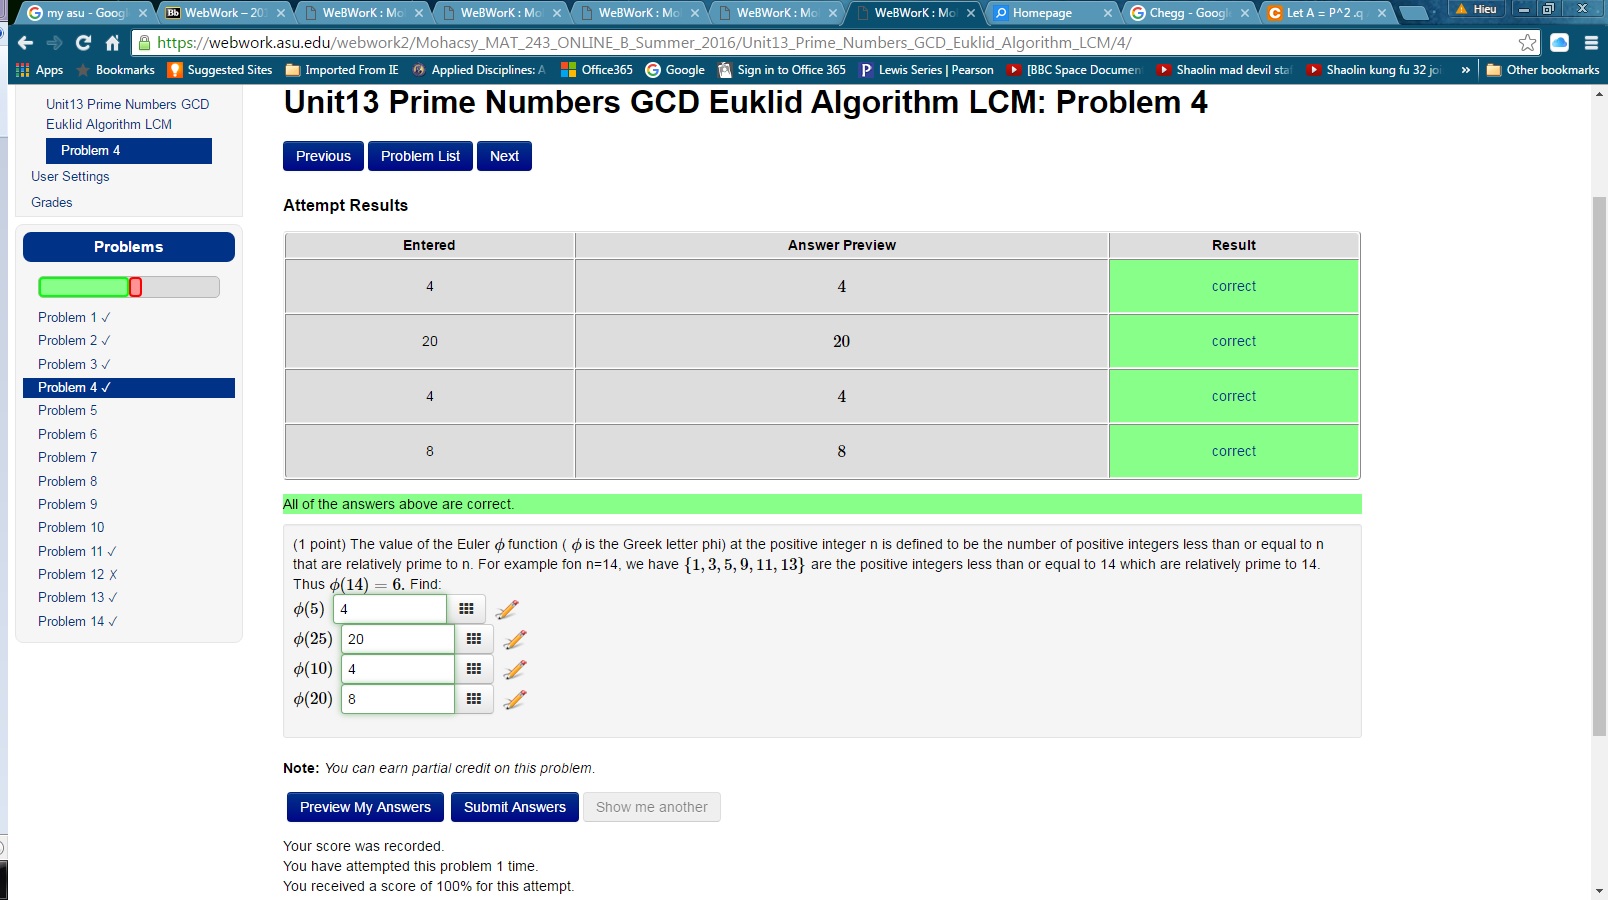 my asu - Googl
WebWork – 201
WeBWorK : Mo
WeBWorK : Mo
WeBWorK : Mo
WeBWorK : Mo
WeBWorK : Mo
Homepage
Chegg - Google
Let A = P^2 .q
Hieu
https://webwork.asu.edu/webwork2/Mohacsy_MAT_243_ONLINE_B_Summer_2016/Unit13_Prime_Numbers_GCD_Euklid_Algorithm_LCM/4/
Apps Bookmarks Suggested Sites Imported From IE Applied Disciplines: A Office365 Google Sign in to Office 365 Lewis Series | Pearson [BBC Space Documen Shaolin mad devil staf Shaolin kung fu 32 joi » Other bookmarks
Unit13 Prime Numbers GCD
Euklid Algorithm LCM
Problem 4
User Settings
Grades
Problems
Problem 1 ✓
Problem 2 ✓
Problem 3 ✓
Problem 4 ✓
Problem 5
Problem 6
Problem 7
Problem 8
Problem 9
Problem 10
Problem 11 ✓
Problem 12 ✗
Problem 13 ✓
Problem 14 ✓
Unit13 Prime Numbers GCD Euklid Algorithm LCM: Problem 4
Previous Problem List Next
Attempt Results
Entered Answer Preview Result
4 4 correct
20 20 correct
4 4 correct
8 8 correct
All of the answers above are correct.
(1 point) The value of the Euler ϕ function ( ϕ is the Greek letter phi) at the positive integer n is defined to be the number of positive integers less than or equal to n
that are relatively prime to n. For example fon n=14, we have {1, 3, 5, 9, 11, 13} are the positive integers less than or equal to 14 which are relatively prime to 14.
Thus ϕ(14) = 6. Find:
ϕ(5) 4
ϕ(25) 20
ϕ(10) 4
ϕ(20) 8
Note: You can earn partial credit on this problem.
Preview My Answers Submit Answers Show me another
Your score was recorded.
You have attempted this problem 1 time.
You received a score of 100% for this attempt.